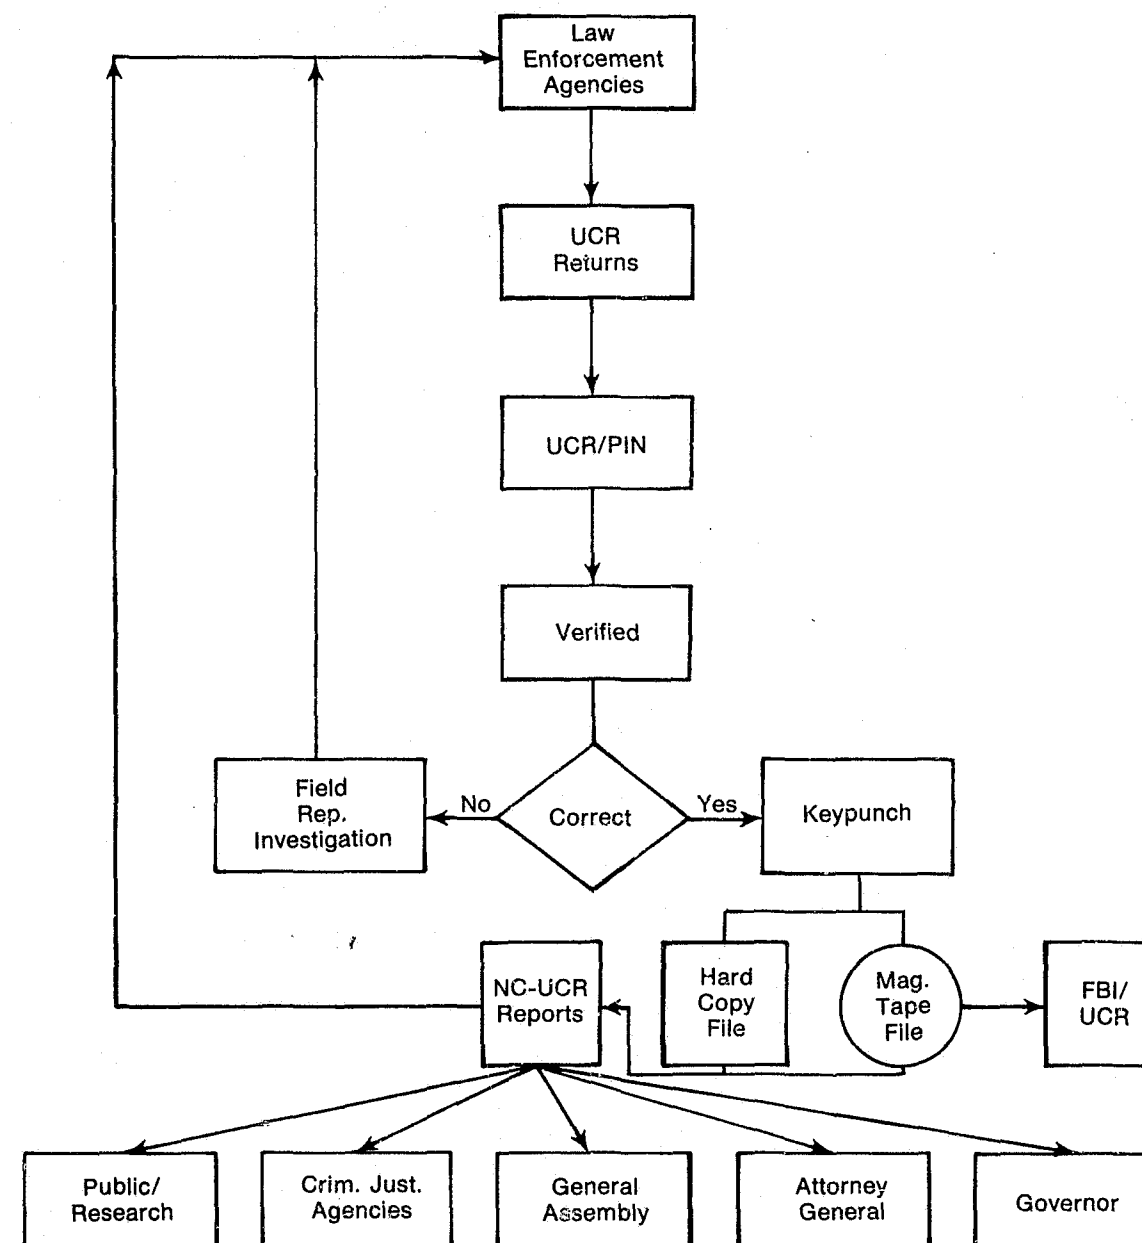 Law
Enforcement
Agencies
UCR
Returns
UCR/PIN
Verified
Field
Rep.
Investigation
No
Correct
Yes
Keypunch
NC-UCR
Reports
Hard
Copy
File
Mag.
Tape
File
FBI/
UCR
Public/
Research
Crim. Just.
Agencies
General
Assembly
Attorney
General
Governor